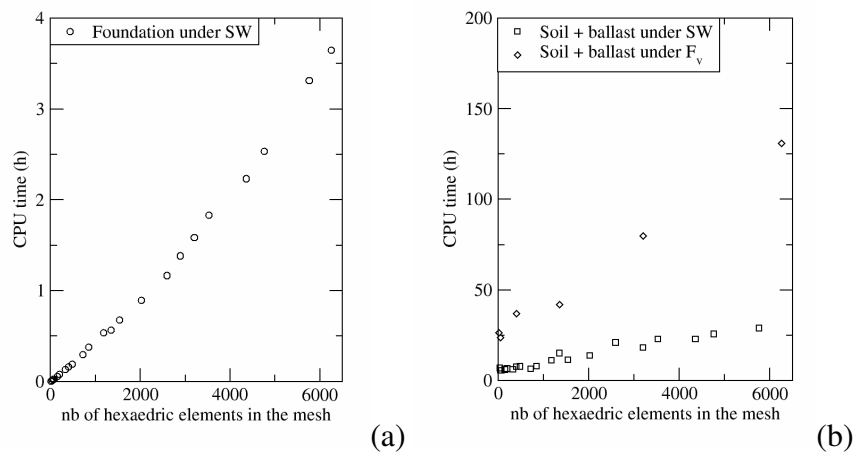 4
Foundation under SW
3
2
1
0
CPU time (h)
0 2000 4000 6000
nb of hexaedric elements in the mesh
(a)
200
Soil + ballast under SW
Soil + ballast under Fv
150
100
50
0
CPU time (h)
0 2000 4000 6000
nb of hexaedric elements in the mesh
(b)